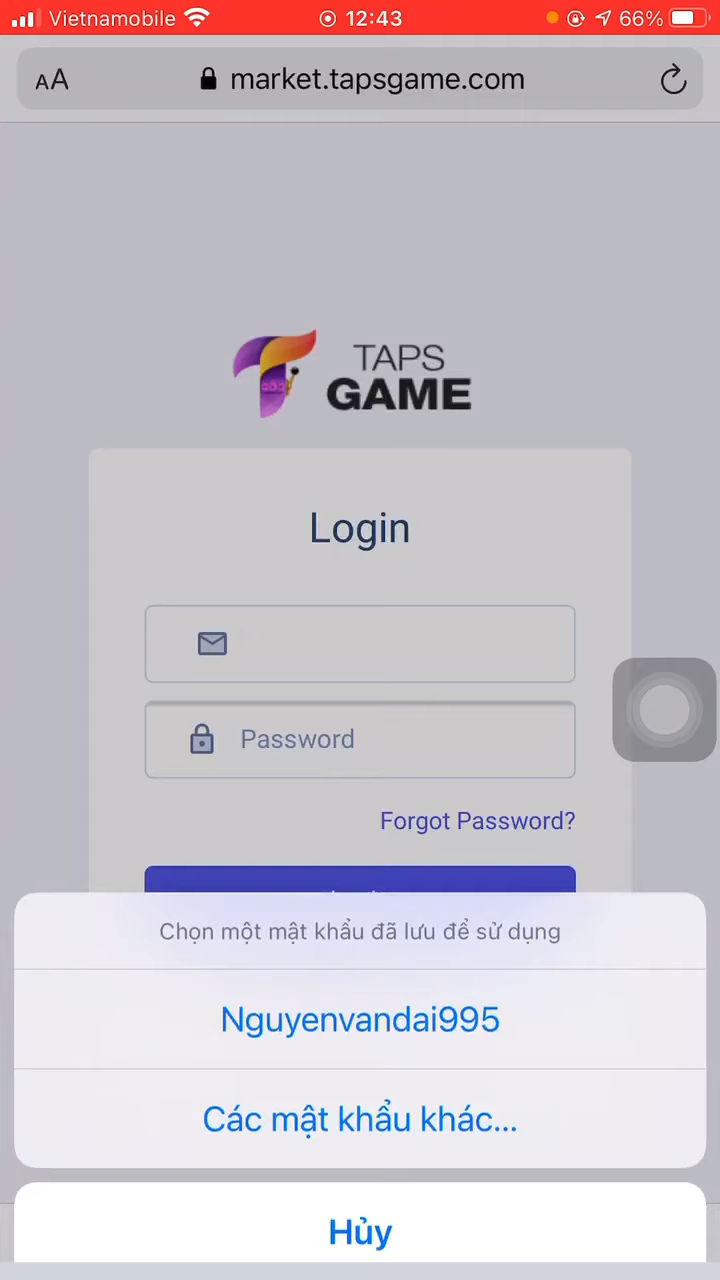 Vietnamobile 12:43 66%
AA market.tapsgame.com
TAPS
GAME
Login
Password
Forgot Password?
Chọn một mật khẩu đã lưu để sử dụng
Nguyenvandai995
Các mật khẩu khác...
Hủy